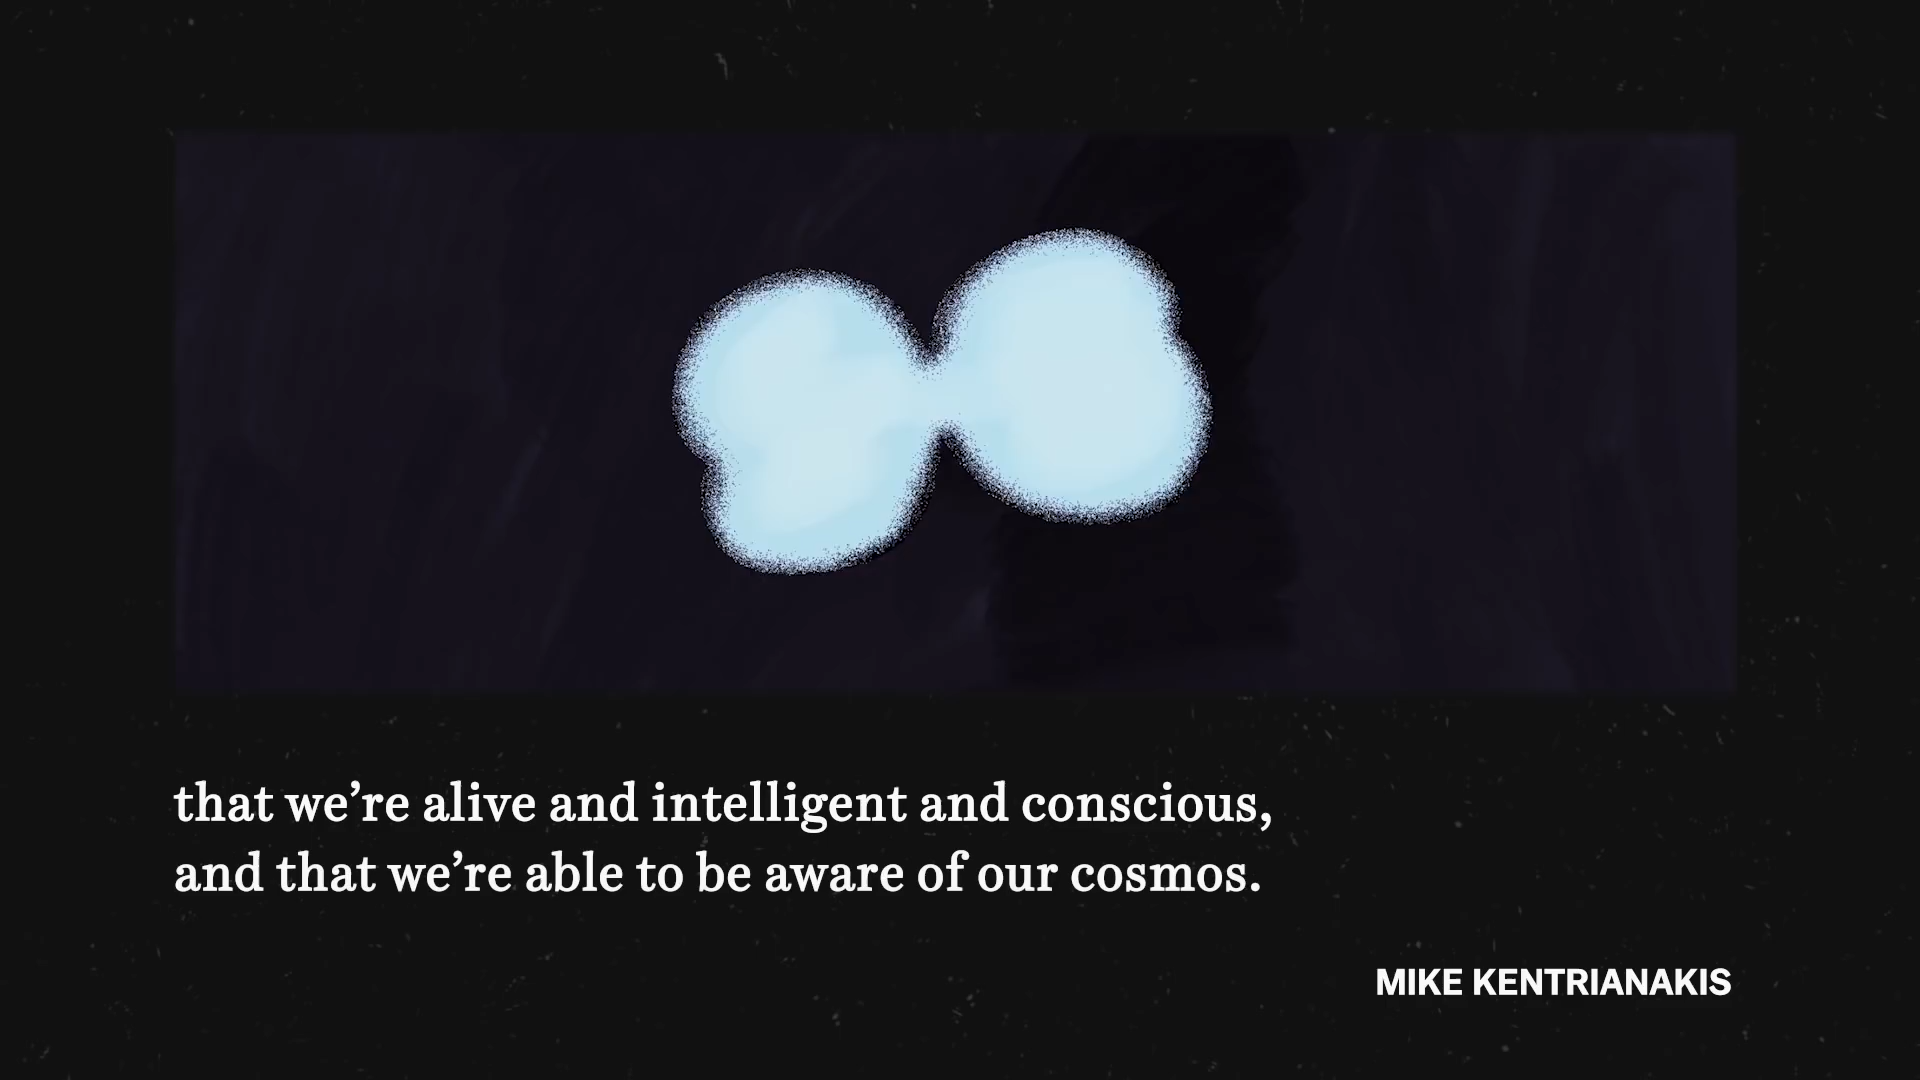 that we’re alive and intelligent and conscious,
and that we’re able to be aware of our cosmos.
MIKE KENTRIANAKIS